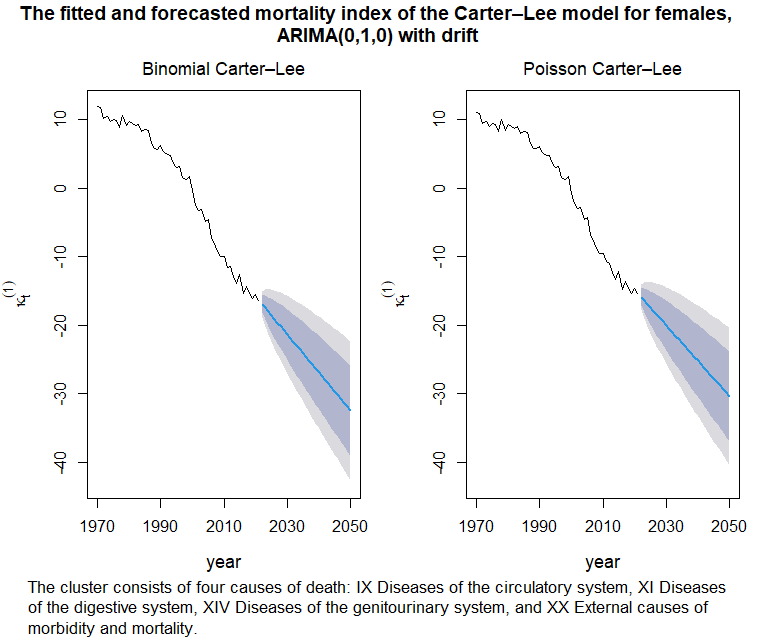 The fitted and forecasted mortality index of the Carter–Lee model for females,
ARIMA(0,1,0) with drift
Binomial Carter–Lee
Poisson Carter–Lee
κt(1)
10
0
-10
-20
-30
-40
1970 1990 2010 2030 2050
year
κt(1)
10
0
-10
-20
-30
-40
1970 1990 2010 2030 2050
year
The cluster consists of four causes of death: IX Diseases of the circulatory system, XI Diseases
of the digestive system, XIV Diseases of the genitourinary system, and XX External causes of
morbidity and mortality.